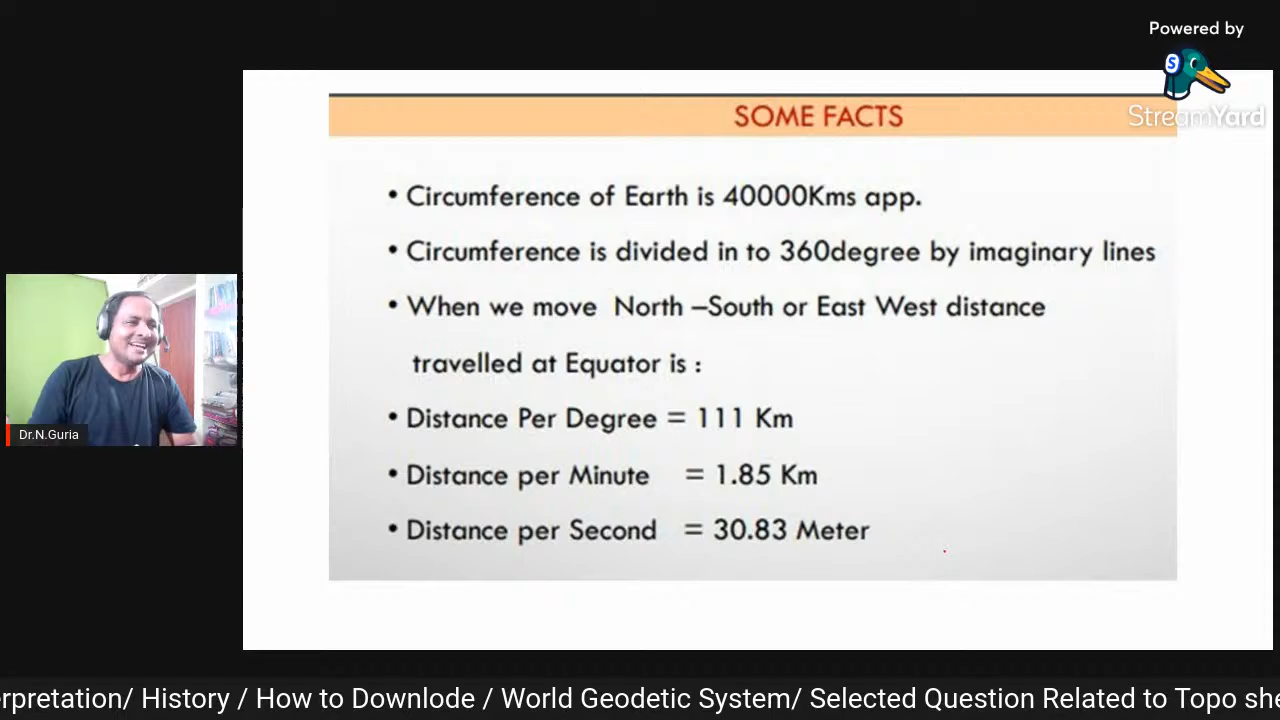 Powered by
S
StreamYard
SOME FACTS
• Circumference of Earth is 40000Kms app.
• Circumference is divided in to 360degree by imaginary lines
• When we move North –South or East West distance
travelled at Equator is :
• Distance Per Degree = 111 Km
• Distance per Minute = 1.85 Km
• Distance per Second = 30.83 Meter
Dr.N.Guria
rpretation/ History / How to Downlode / World Geodetic System/ Selected Question Related to Topo she